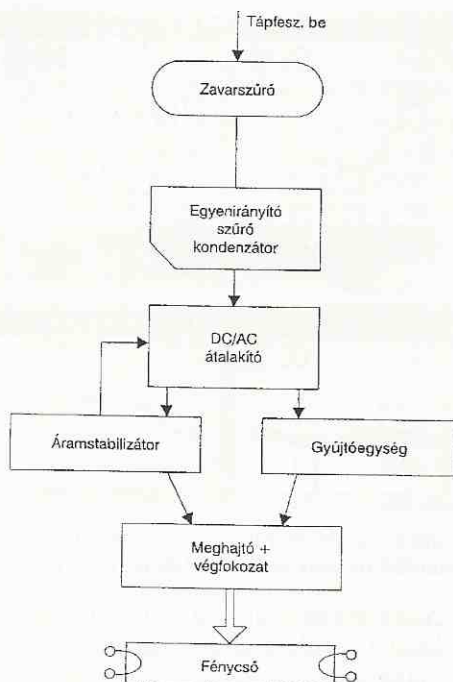 Tápfesz. be
Zavarszűrő
Egyenirányító
szűrő
kondenzátor
DC/AC
átalakító
Áramstabilizátor
Gyújtóegység
Meghajtó +
végfokozat
Fénycső